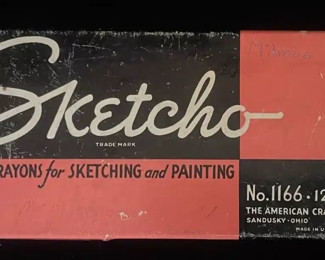 Sketcho
TRADE MARK
RAYONS for SKETCHING and PAINTING
No. 1166 · 12
THE AMERICAN CRA
SANDUSKY · OHIO
MADE IN U